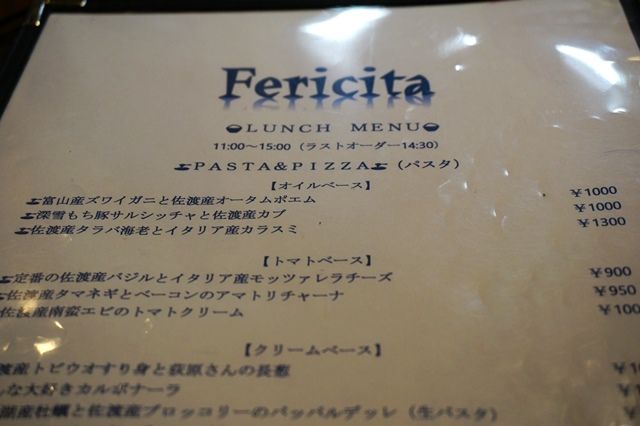 Fericita
LUNCH MENU
11:00～15:00（ラストオーダー14:30）
PASTA&PIZZA（パスタ）
【オイルベース】
富山産ズワイガニと佐渡産オータムポエム ￥1000
深雪もち豚サルシッチャと佐渡産カブ ￥1000
佐渡産タラバ海老とイタリア産カラスミ ￥1300
【トマトベース】
定番の佐渡産バジルとイタリア産モッツァレラチーズ ￥900
佐渡産タマネギとベーコンのアマトリチャーナ ￥950
佐渡産南蛮エビのトマトクリーム ￥100
【クリームベース】
渡産トビウオすり身と荻原さんの長葱
んな大好きカルボナーラ
湖産牡蠣と佐渡産ブロッコリーのパッパルデッレ（生パスタ）